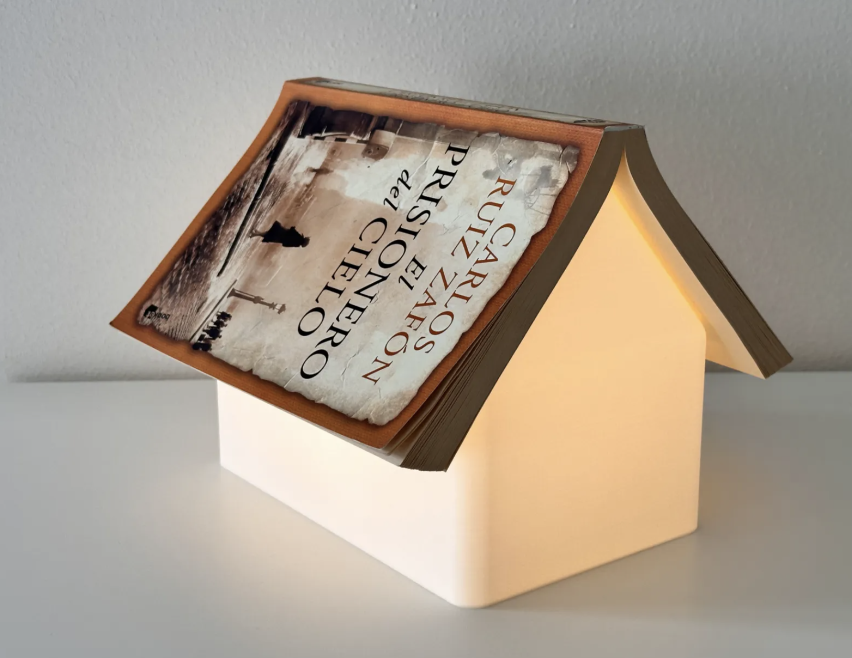 CARLOS
RUIZ ZAFÓN
El
PRISIONERO
del
CIELO